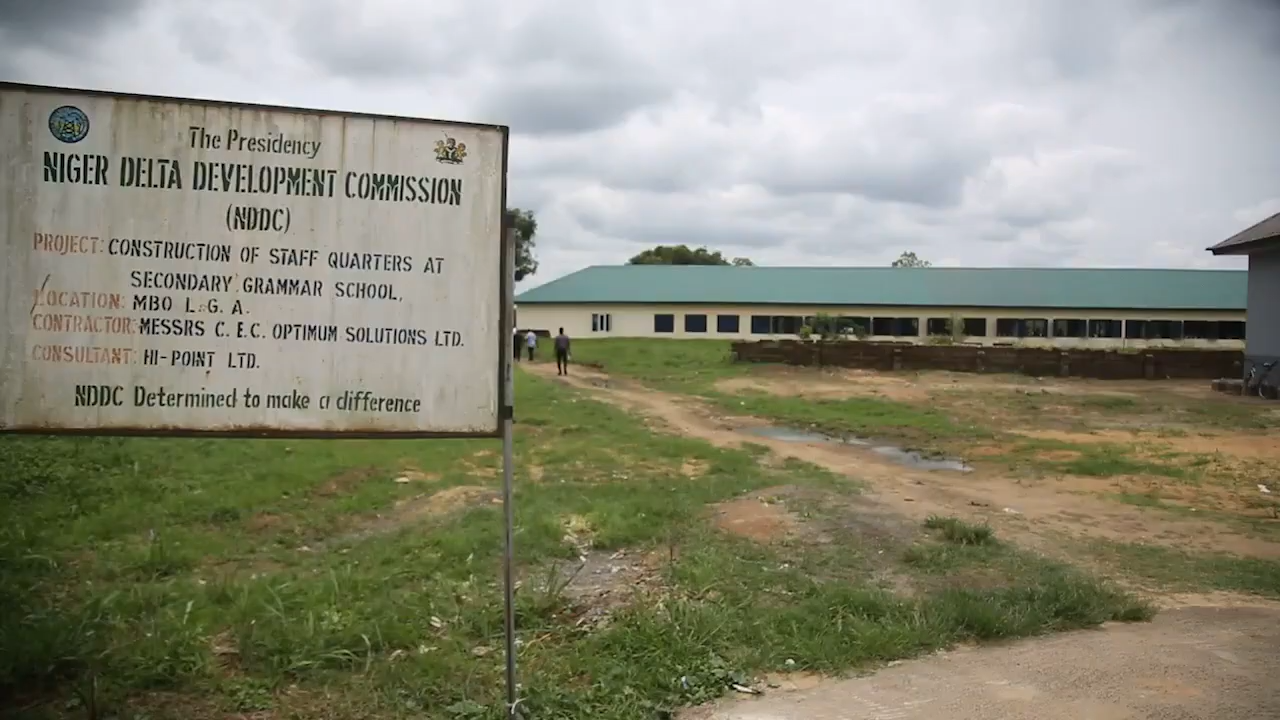 The Presidency
NIGER DELTA DEVELOPMENT COMMISSION
(NDDC)
PROJECT: CONSTRUCTION OF STAFF QUARTERS AT
SECONDARY GRAMMAR SCHOOL,
LOCATION: MBO L.G.A.
CONTRACTOR: MESSRS C.E.C. OPTIMUM SOLUTIONS LTD.
CONSULTANT: HI-POINT LTD.
NDDC Determined to make a difference